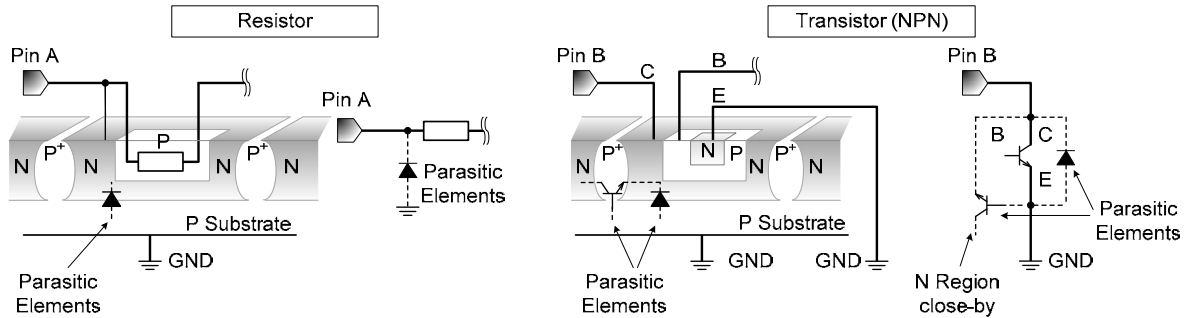 Resistor
Pin A
N
P+
N
P
N
P+
N
Parasitic
Elements
P Substrate
GND
Pin A
Parasitic
Elements
Transistor (NPN)
Pin B
C
B
E
N
P+
N
N
P
N
P+
N
P Substrate
GND
GND
Parasitic
Elements
Pin B
B
C
E
Parasitic
Elements
GND
N Region
close-by